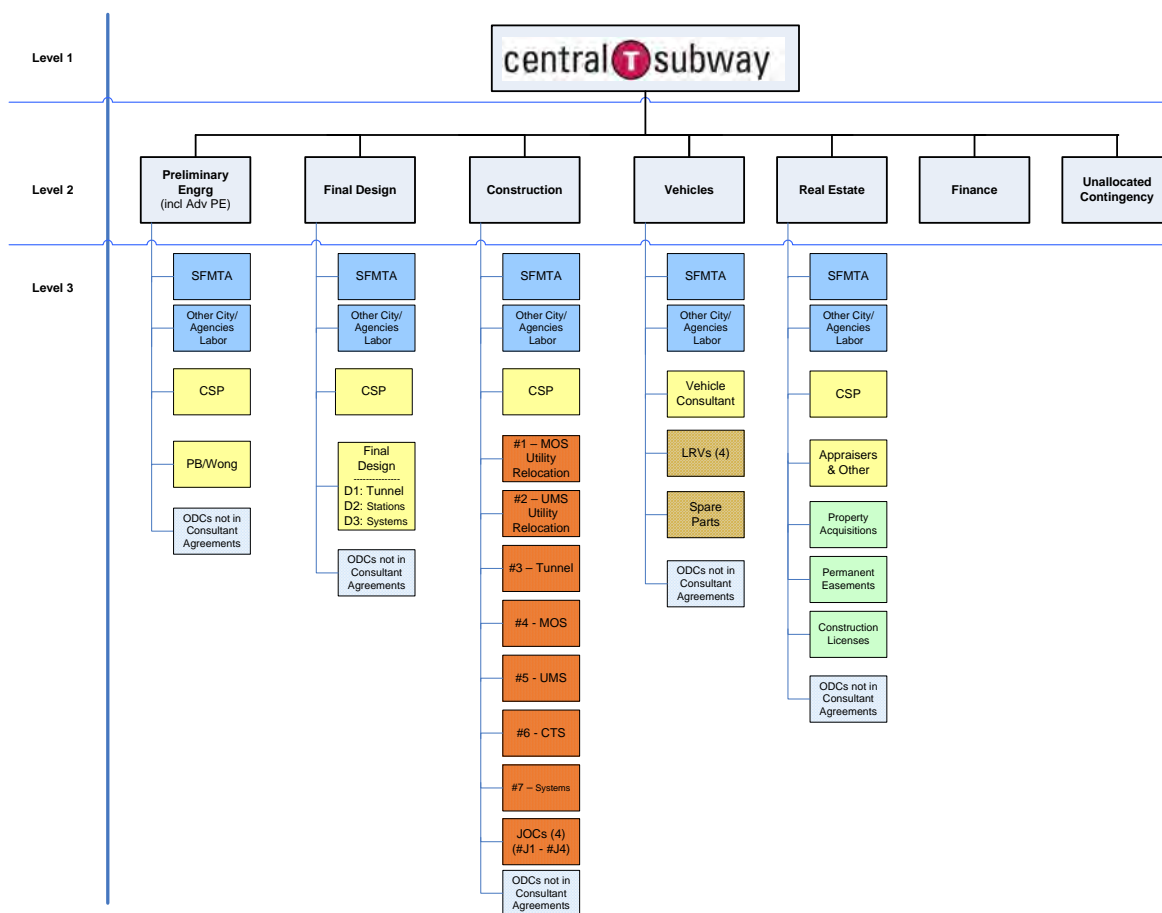 Level 1
central T subway
Level 2
Preliminary
Engrg
(incl Adv PE)
Final Design
Construction
Vehicles
Real Estate
Finance
Unallocated
Contingency
Level 3
SFMTA
Other City/
Agencies
Labor
CSP
PB/Wong
ODCs not in
Consultant
Agreements
SFMTA
Other City/
Agencies
Labor
CSP
Final
Design
---------------
D1: Tunnel
D2: Stations
D3: Systems
ODCs not in
Consultant
Agreements
SFMTA
Other City/
Agencies
Labor
CSP
#1 – MOS
Utility
Relocation
#2 – UMS
Utility
Relocation
#3 – Tunnel
#4 - MOS
#5 - UMS
#6 - CTS
#7 – Systems
JOCs (4)
(#J1 - #J4)
ODCs not in
Consultant
Agreements
SFMTA
Other City/
Agencies
Labor
Vehicle
Consultant
LRVs (4)
Spare
Parts
ODCs not in
Consultant
Agreements
SFMTA
Other City/
Agencies
Labor
CSP
Appraisers
& Other
Property
Acquisitions
Permanent
Easements
Construction
Licenses
ODCs not in
Consultant
Agreements